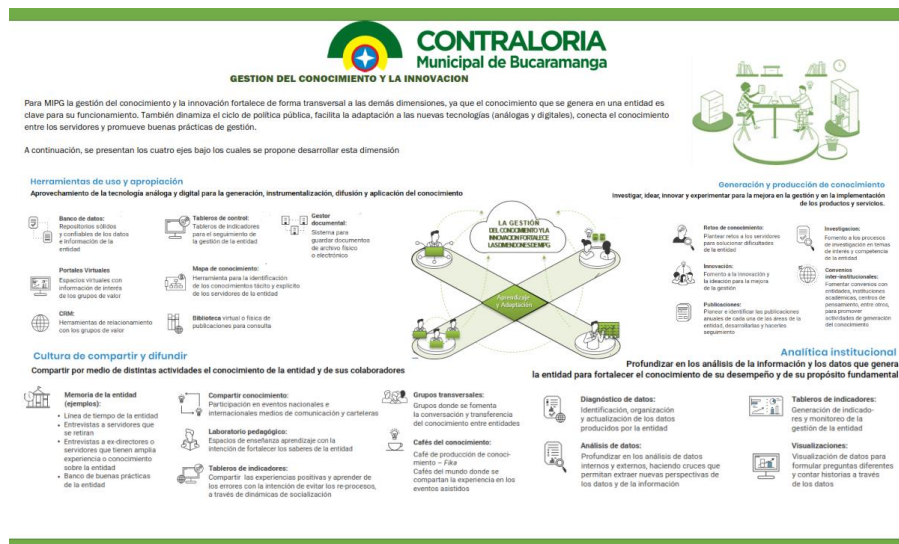 CONTRALORIA
Municipal de Bucaramanga
GESTION DEL CONOCIMIENTO Y LA INNOVACION
Para MIPG la gestión del conocimiento y la innovación fortalece de forma transversal a las demás dimensiones, ya que el conocimiento que se genera en una entidad es
clave para su funcionamiento. También dinamiza el ciclo de política pública, facilita la adaptación a las nuevas tecnologías (análogas y digitales), conecta el conocimiento
entre los servidores y promueve buenas prácticas de gestión.
A continuación, se presentan los cuatro ejes bajo los cuales se propone desarrollar esta dimensión
Herramientas de uso y apropiación
Aprovechamiento de la tecnología análoga y digital para la generación, instrumentalización, difusión y aplicación del conocimiento
Banco de datos:
Repositorios sólidos
y confiables de los datos
e información de la
entidad
Tableros de control:
Tableros de indicadores
para el seguimiento de
la gestión de la entidad
Gestor
documental:
Sistema para
guardar documentos
de archivo físico
o electrónico
Portales Virtuales
Espacios virtuales con
información de interés
de los grupos de valor
Mapa de conocimiento:
Herramienta para la identificación
de los conocimientos tácito y explícito
de los servidores de la entidad
CRM:
Herramientas de relacionamiento
con los grupos de valor
Biblioteca virtual o física de
publicaciones para consulta
LA GESTIÓN
DEL CONOCIMIENTO Y LA
INNOVACION FORTALECE
LAS DIMENCIONES DE MIPG
Aprendizaje
y Adaptación
Generación y producción de conocimiento
Investigar, idear, innovar y experimentar para la mejora en la gestión y en la implementación
de los productos y servicios.
Retos de conocimiento:
Plantear retos a los servidores
para solucionar dificultades
de la entidad
Investigacion:
Fomento a los procesos
de investigación en temas
de interés y competencia
de la entidad
Innovación:
Fomento a la innovación y
la ideación para la mejora
de la gestión
Convenios
inter-institucionales:
Fomentar convenios con
entidades, instituciones
académicas, centros de
pensamiento, entre otros,
para promover
actividades de generación
del conocimiento
Publicaciones:
Planear e identificar las publicaciones
anuales de cada una de las áreas de la
entidad, desarrollarlas y hacerles
seguimiento
Cultura de compartir y difundir
Compartir por medio de distintas actividades el conocimiento de la entidad y de sus colaboradores
Memoria de la entidad
(ejemplos):
• Línea de tiempo de la entidad
• Entrevistas a servidores que
se retiran
• Entrevistas a ex-directores o
servidores que tienen amplia
experiencia o conocimiento
sobre la entidad
• Banco de buenas prácticas
de la entidad
Compartir conocimiento:
Participación en eventos nacionales e
internacionales medios de comunicación y carteleras
Laboratorio pedagógico:
Espacios de enseñanza aprendizaje con la
intención de fortalecer los saberes de la entidad
Tableros de indicadores:
Compartir las experiencias positivas y aprender de
los errores con la intención de evitar los re-procesos,
a través de dinámicas de socialización
Grupos transversales:
Grupos donde se fomenta
la conversación y transferencia
del conocimiento entre entidades
Cafés del conocimiento:
Café de producción de conoci-
miento – Fika
Cafés del mundo donde se
compartan la experiencia en los
eventos asistidos
Analítica institucional
Profundizar en los análisis de la información y los datos que genera
la entidad para fortalecer el conocimiento de su desempeño y de su propósito fundamental
Diagnóstico de datos:
Identificación, organización
y actualización de los datos
producidos por la entidad
Tableros de indicadores:
Generación de indicado-
res y monitoreo de la
gestión de la entidad
Análisis de datos:
Profundizar en los análisis de datos
internos y externos, haciendo cruces que
permitan extraer nuevas perspectivas de
los datos y de la información
Visualizaciones:
Visualización de datos para
formular preguntas diferentes
y contar historias a través
de los datos